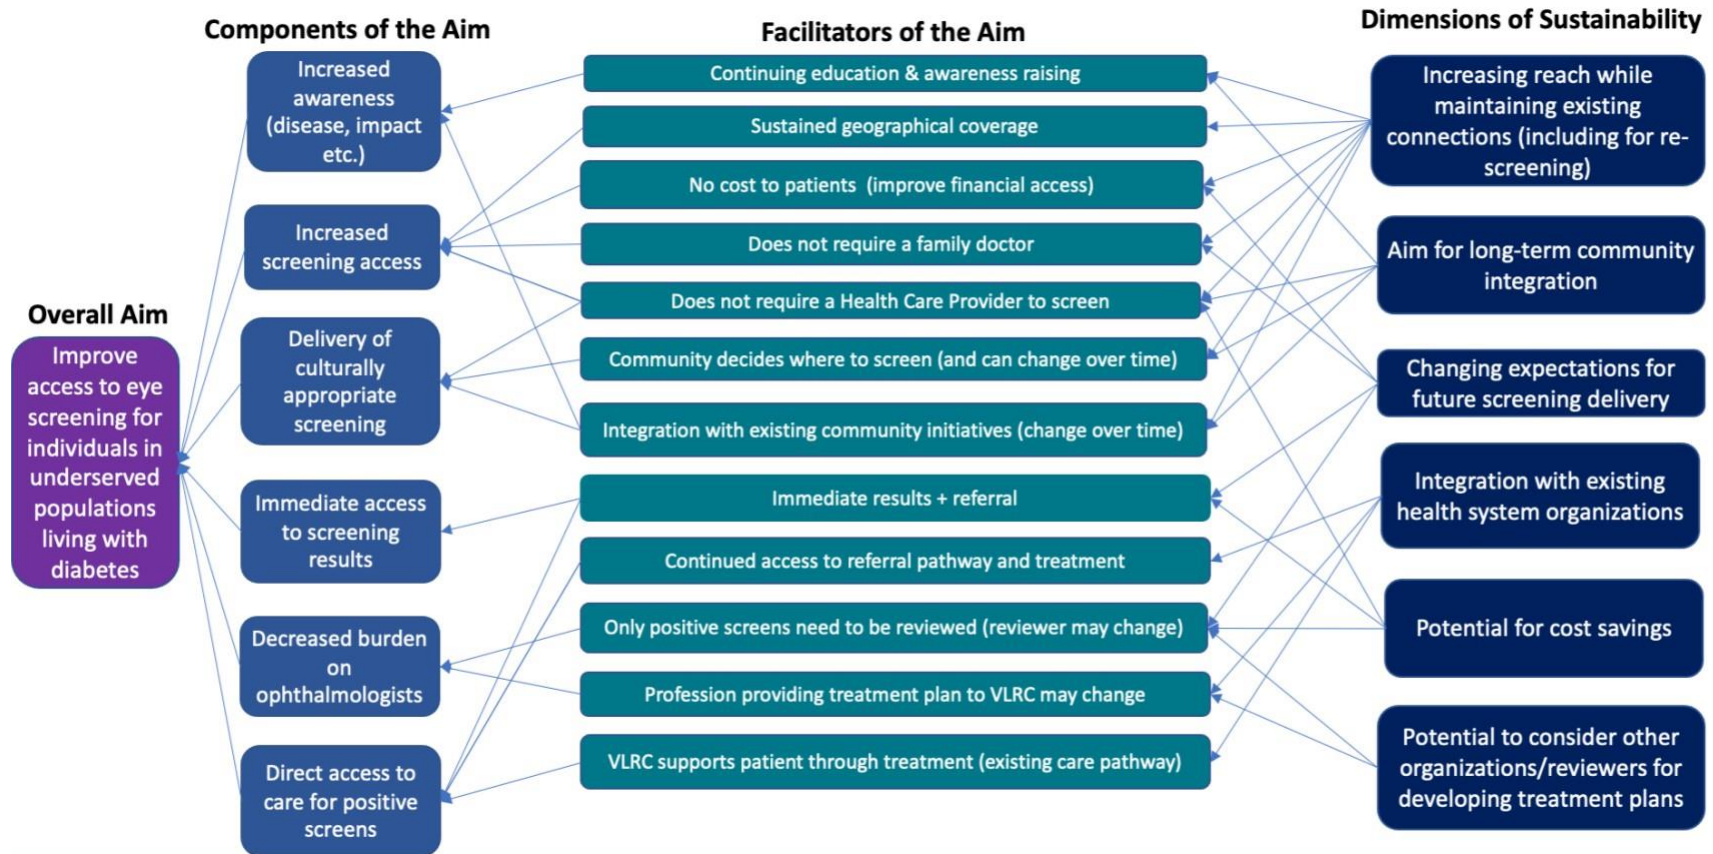 Overall Aim
Improve
access to eye
screening for
individuals in
underserved
populations
living with
diabetes
Components of the Aim
Increased
awareness
(disease, impact
etc.)
Increased
screening access
Delivery of
culturally
appropriate
screening
Immediate access
to screening
results
Decreased burden
on
ophthalmologists
Direct access to
care for positive
screens
Facilitators of the Aim
Continuing education & awareness raising
Sustained geographical coverage
No cost to patients (improve financial access)
Does not require a family doctor
Does not require a Health Care Provider to screen
Community decides where to screen (and can change over time)
Integration with existing community initiatives (change over time)
Immediate results + referral
Continued access to referral pathway and treatment
Only positive screens need to be reviewed (reviewer may change)
Profession providing treatment plan to VLRC may change
VLRC supports patient through treatment (existing care pathway)
Dimensions of Sustainability
Increasing reach while
maintaining existing
connections (including for re-
screening)
Aim for long-term community
integration
Changing expectations for
future screening delivery
Integration with existing
health system organizations
Potential for cost savings
Potential to consider other
organizations/reviewers for
developing treatment plans